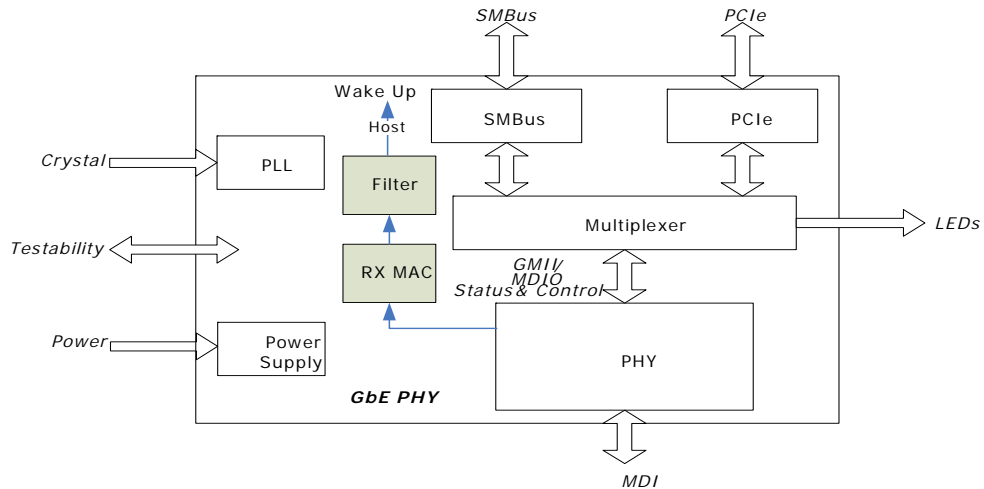 SMBus
PCIe
Wake Up
Host
SMBus
PCIe
Crystal
PLL
Filter
Multiplexer
LEDs
Testability
RX MAC
GMII/
MDIO
Status & Control
Power
Power
Supply
PHY
GbE PHY
MDI